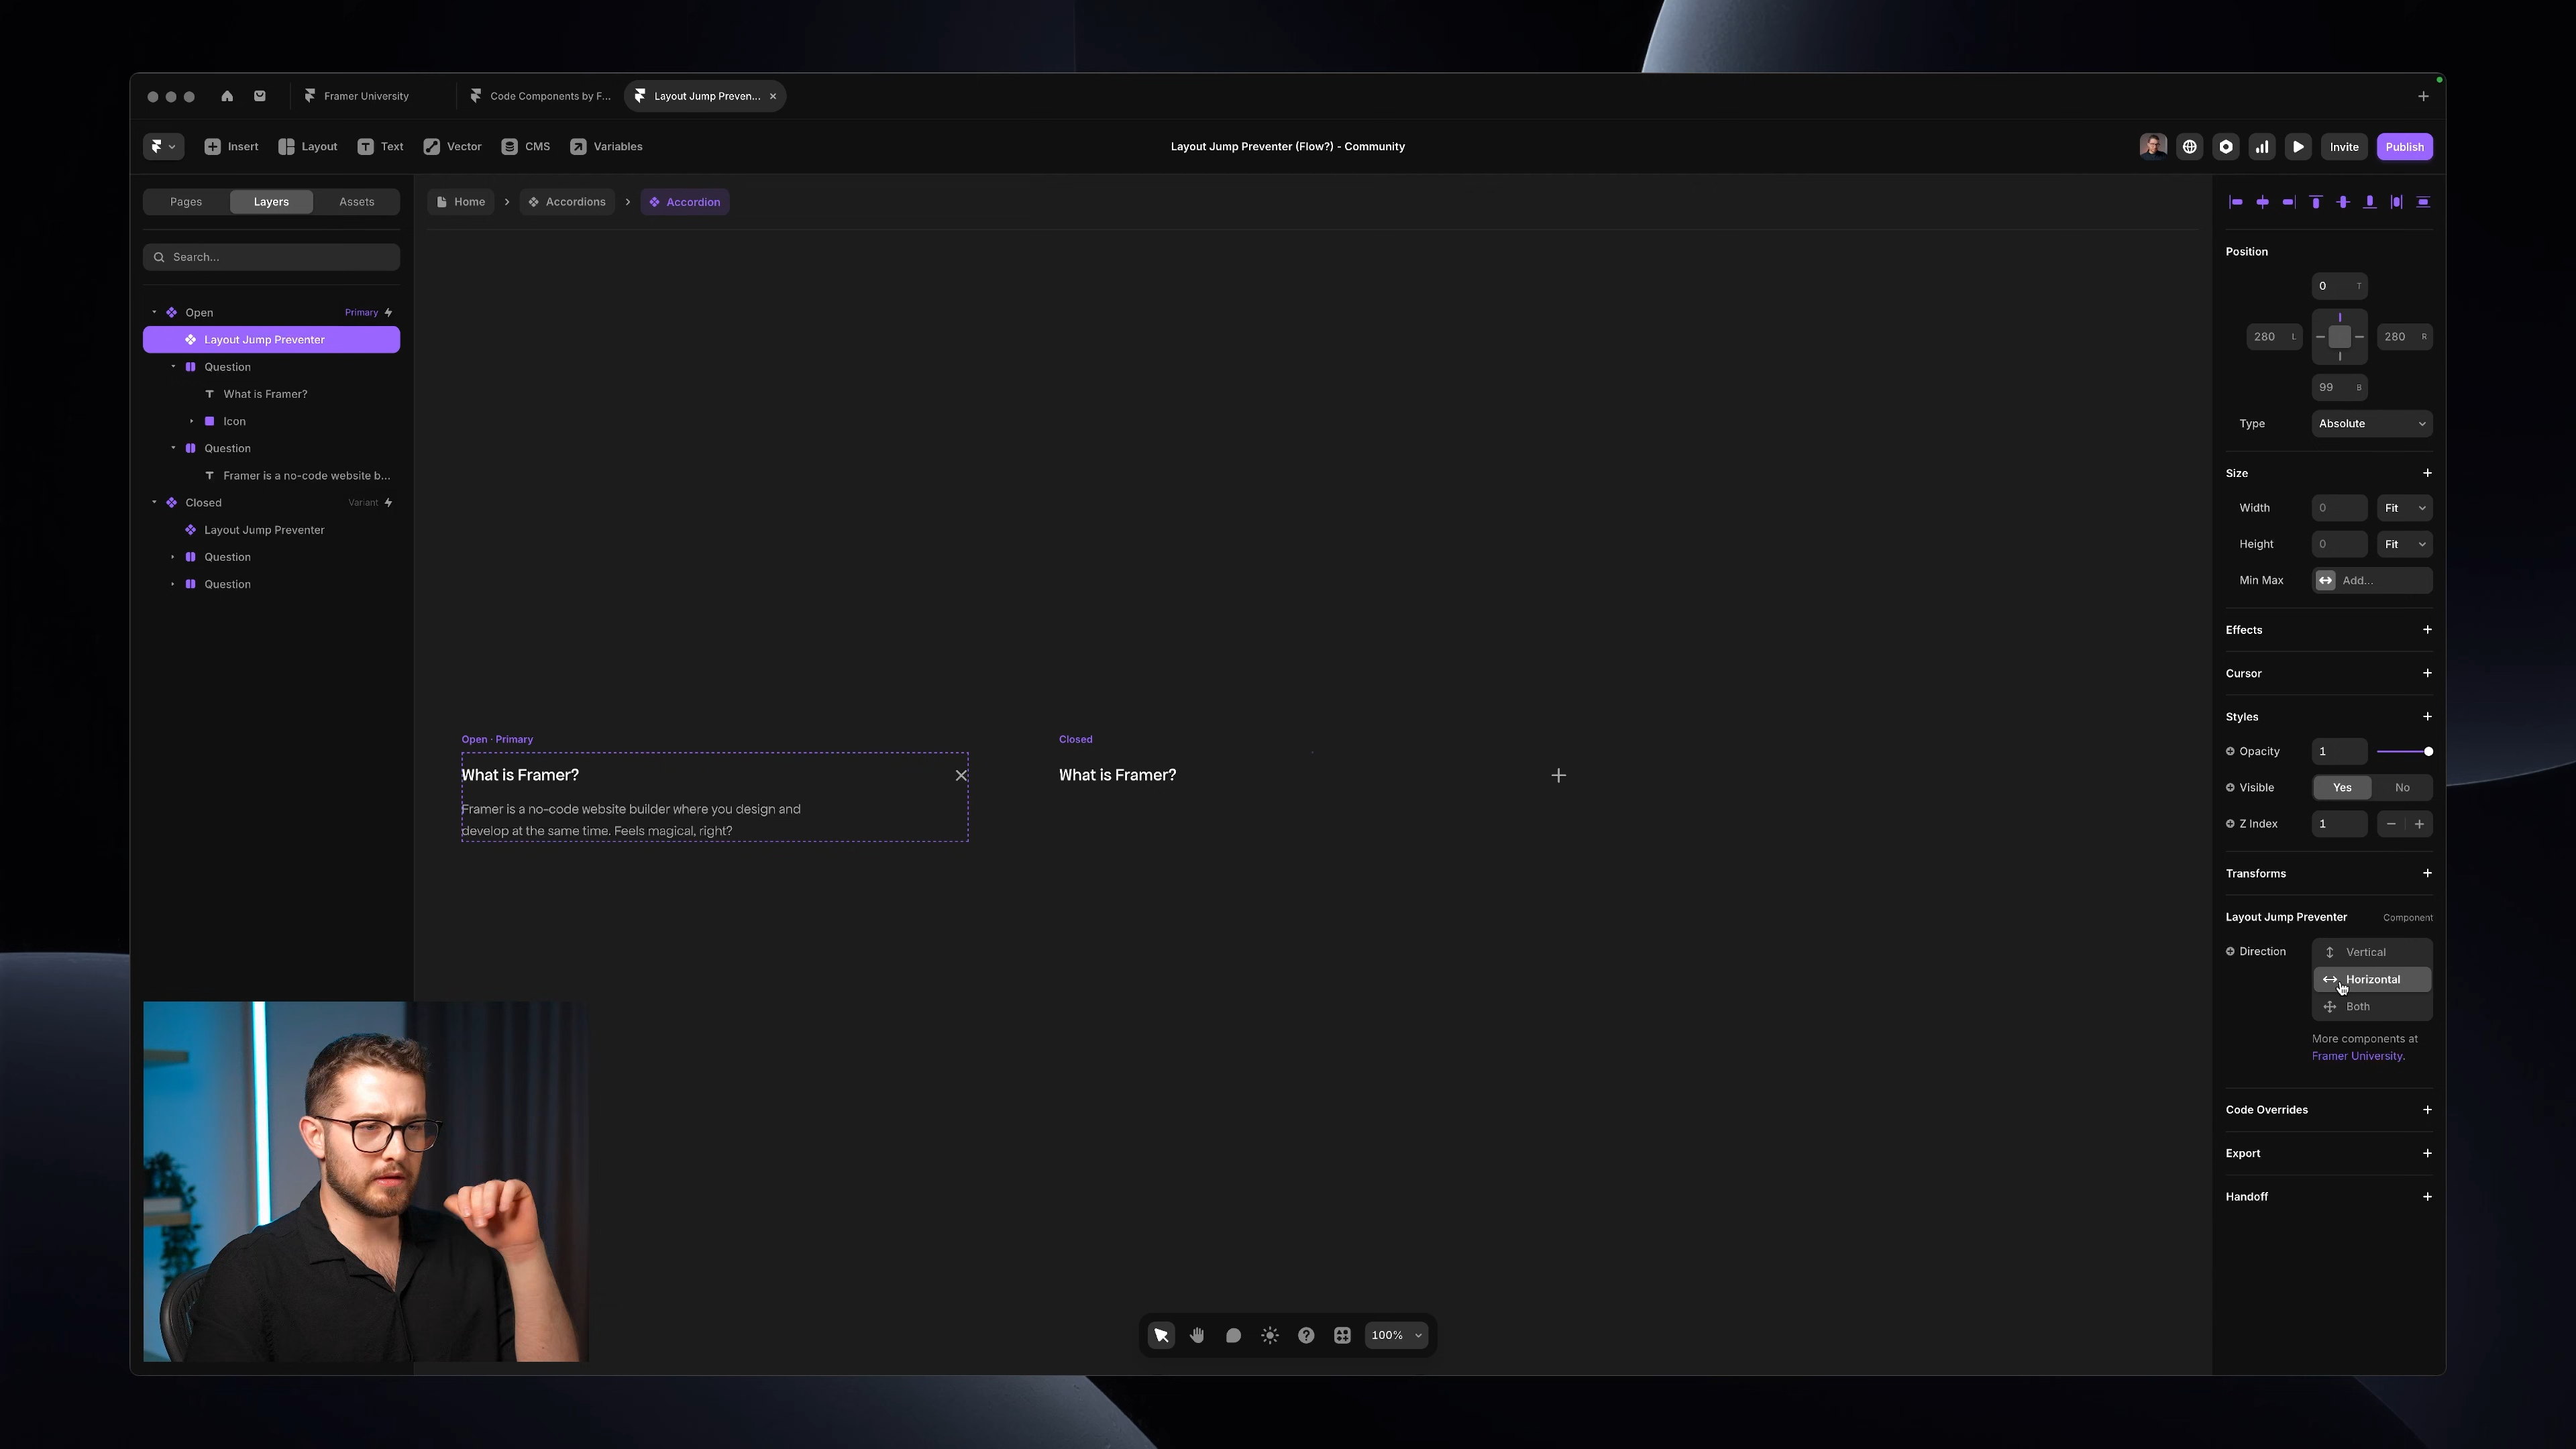 Framer University
Code Components by F...
Layout Jump Preven...
Insert
Layout
Text
Vector
CMS
Variables
Layout Jump Preventer (Flow?) - Community
Invite
Publish
Pages
Layers
Assets
Search...
Open
Primary
Layout Jump Preventer
Question
What is Framer?
Icon
Question
Framer is a no-code website b...
Closed
Variant
Layout Jump Preventer
Question
Question
Home
Accordions
Accordion
Open · Primary
What is Framer?
Framer is a no-code website builder where you design and
develop at the same time. Feels magical, right?
Closed
What is Framer?
100%
Position
0 T
280 L
280 R
99 B
Type
Absolute
Size
Width
0
Fit
Height
0
Fit
Min Max
Add...
Effects
Cursor
Styles
Opacity
1
Visible
Yes
No
Z Index
1
Transforms
Layout Jump Preventer
Component
Direction
Vertical
Horizontal
Both
More components at
Framer University.
Code Overrides
Export
Handoff